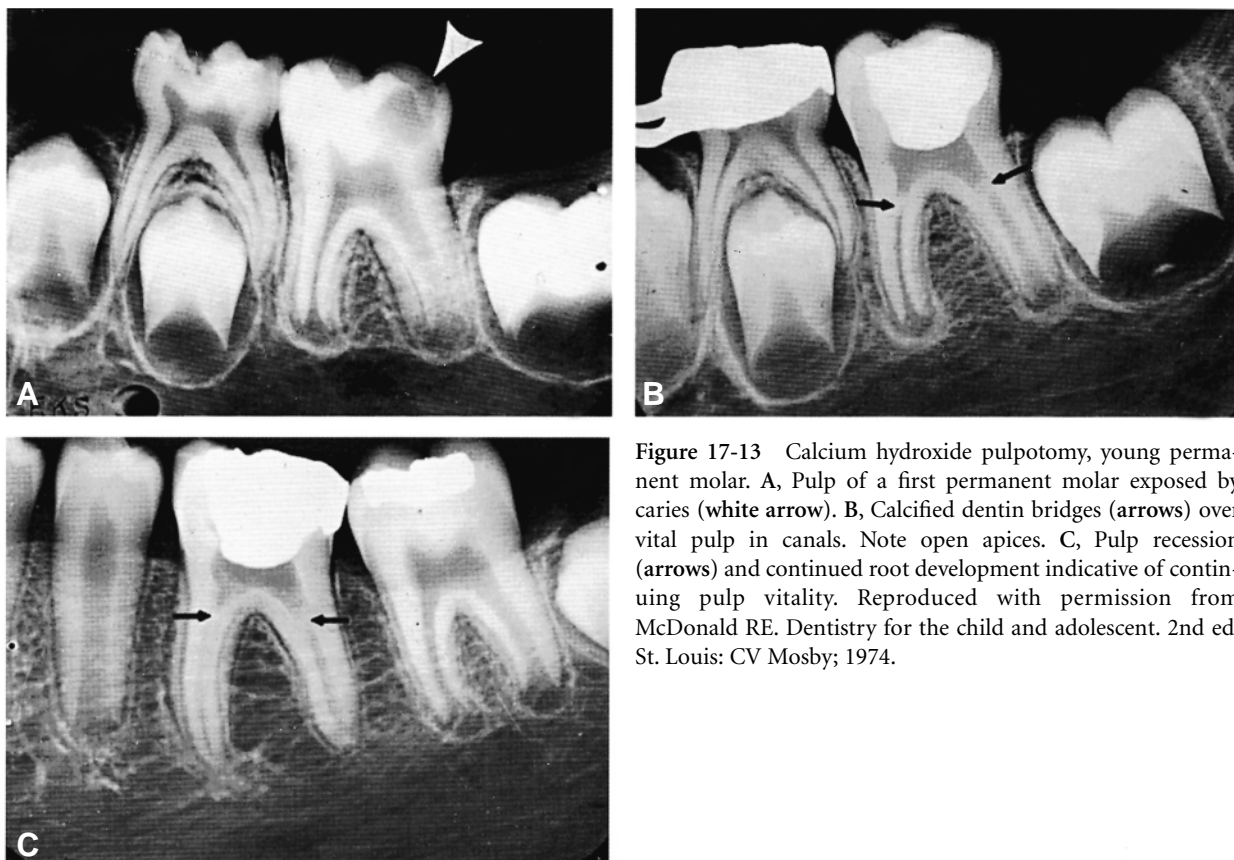 A
EKS
B
C
Figure 17-13 Calcium hydroxide pulpotomy, young perma-
nent molar. A, Pulp of a first permanent molar exposed by
caries (white arrow). B, Calcified dentin bridges (arrows) over
vital pulp in canals. Note open apices. C, Pulp recession
(arrows) and continued root development indicative of contin-
uing pulp vitality. Reproduced with permission from
McDonald RE. Dentistry for the child and adolescent. 2nd ed.
St. Louis: CV Mosby; 1974.